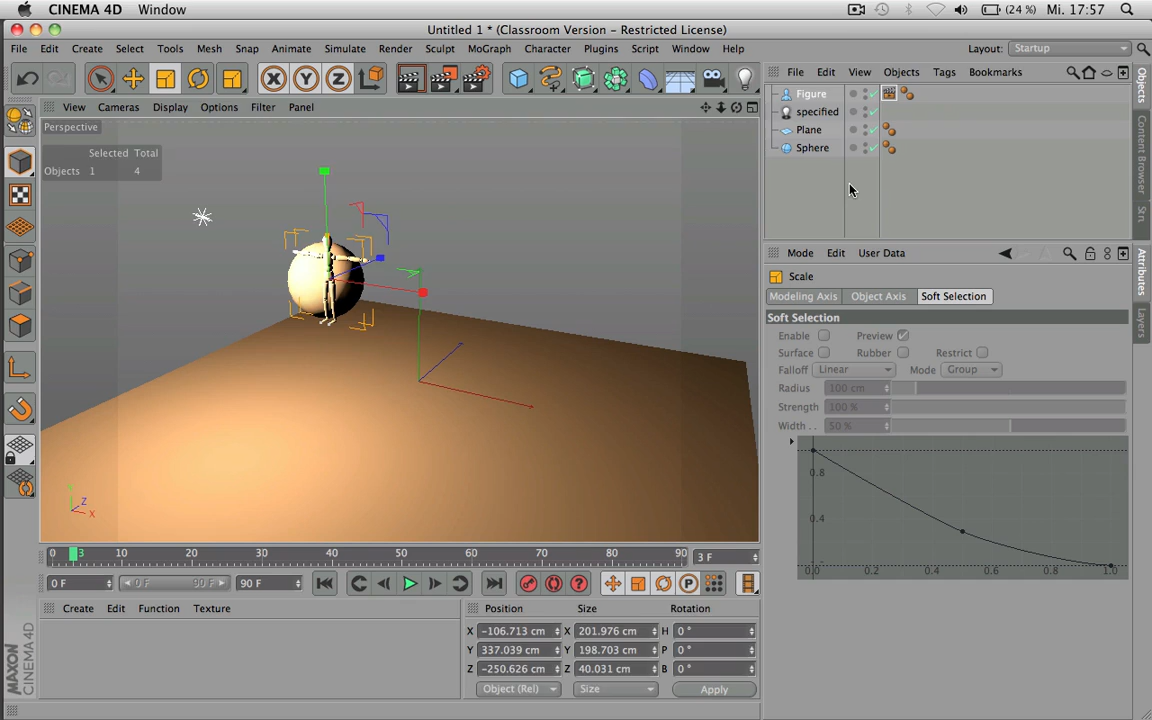 CINEMA 4D Window (24 %) Mi. 17:57
Untitled 1 * (Classroom Version - Restricted License)
File Edit Create Select Tools Mesh Snap Animate Simulate Render Sculpt MoGraph Character Plugins Script Window Help Layout: Startup
X Y Z
File Edit View Objects Tags Bookmarks
View Cameras Display Options Filter Panel
Perspective
Selected Total
Objects 1 4
Figure
specified
Plane
Sphere
Objects
Content Browser
Str
Mode Edit User Data
Attributes
Layers
Scale
Modeling Axis Object Axis Soft Selection
Soft Selection
Enable Preview
Surface Rubber Restrict
Falloff Linear Mode Group
Radius 100 cm
Strength 100 %
Width . . 50 %
0.8
0.4
0.0 0.2 0.4 0.6 0.8 1.0
Y Z X
0 3 10 20 30 40 50 60 70 80 90 3 F
0 F 0 F 90 F 90 F
P
Create Edit Function Texture
Position Size Rotation
X -106.713 cm X 201.976 cm H 0 °
Y 337.039 cm Y 198.703 cm P 0 °
Z -250.626 cm Z 40.031 cm B 0 °
Object (Rel) Size Apply
MAXON CINEMA 4D